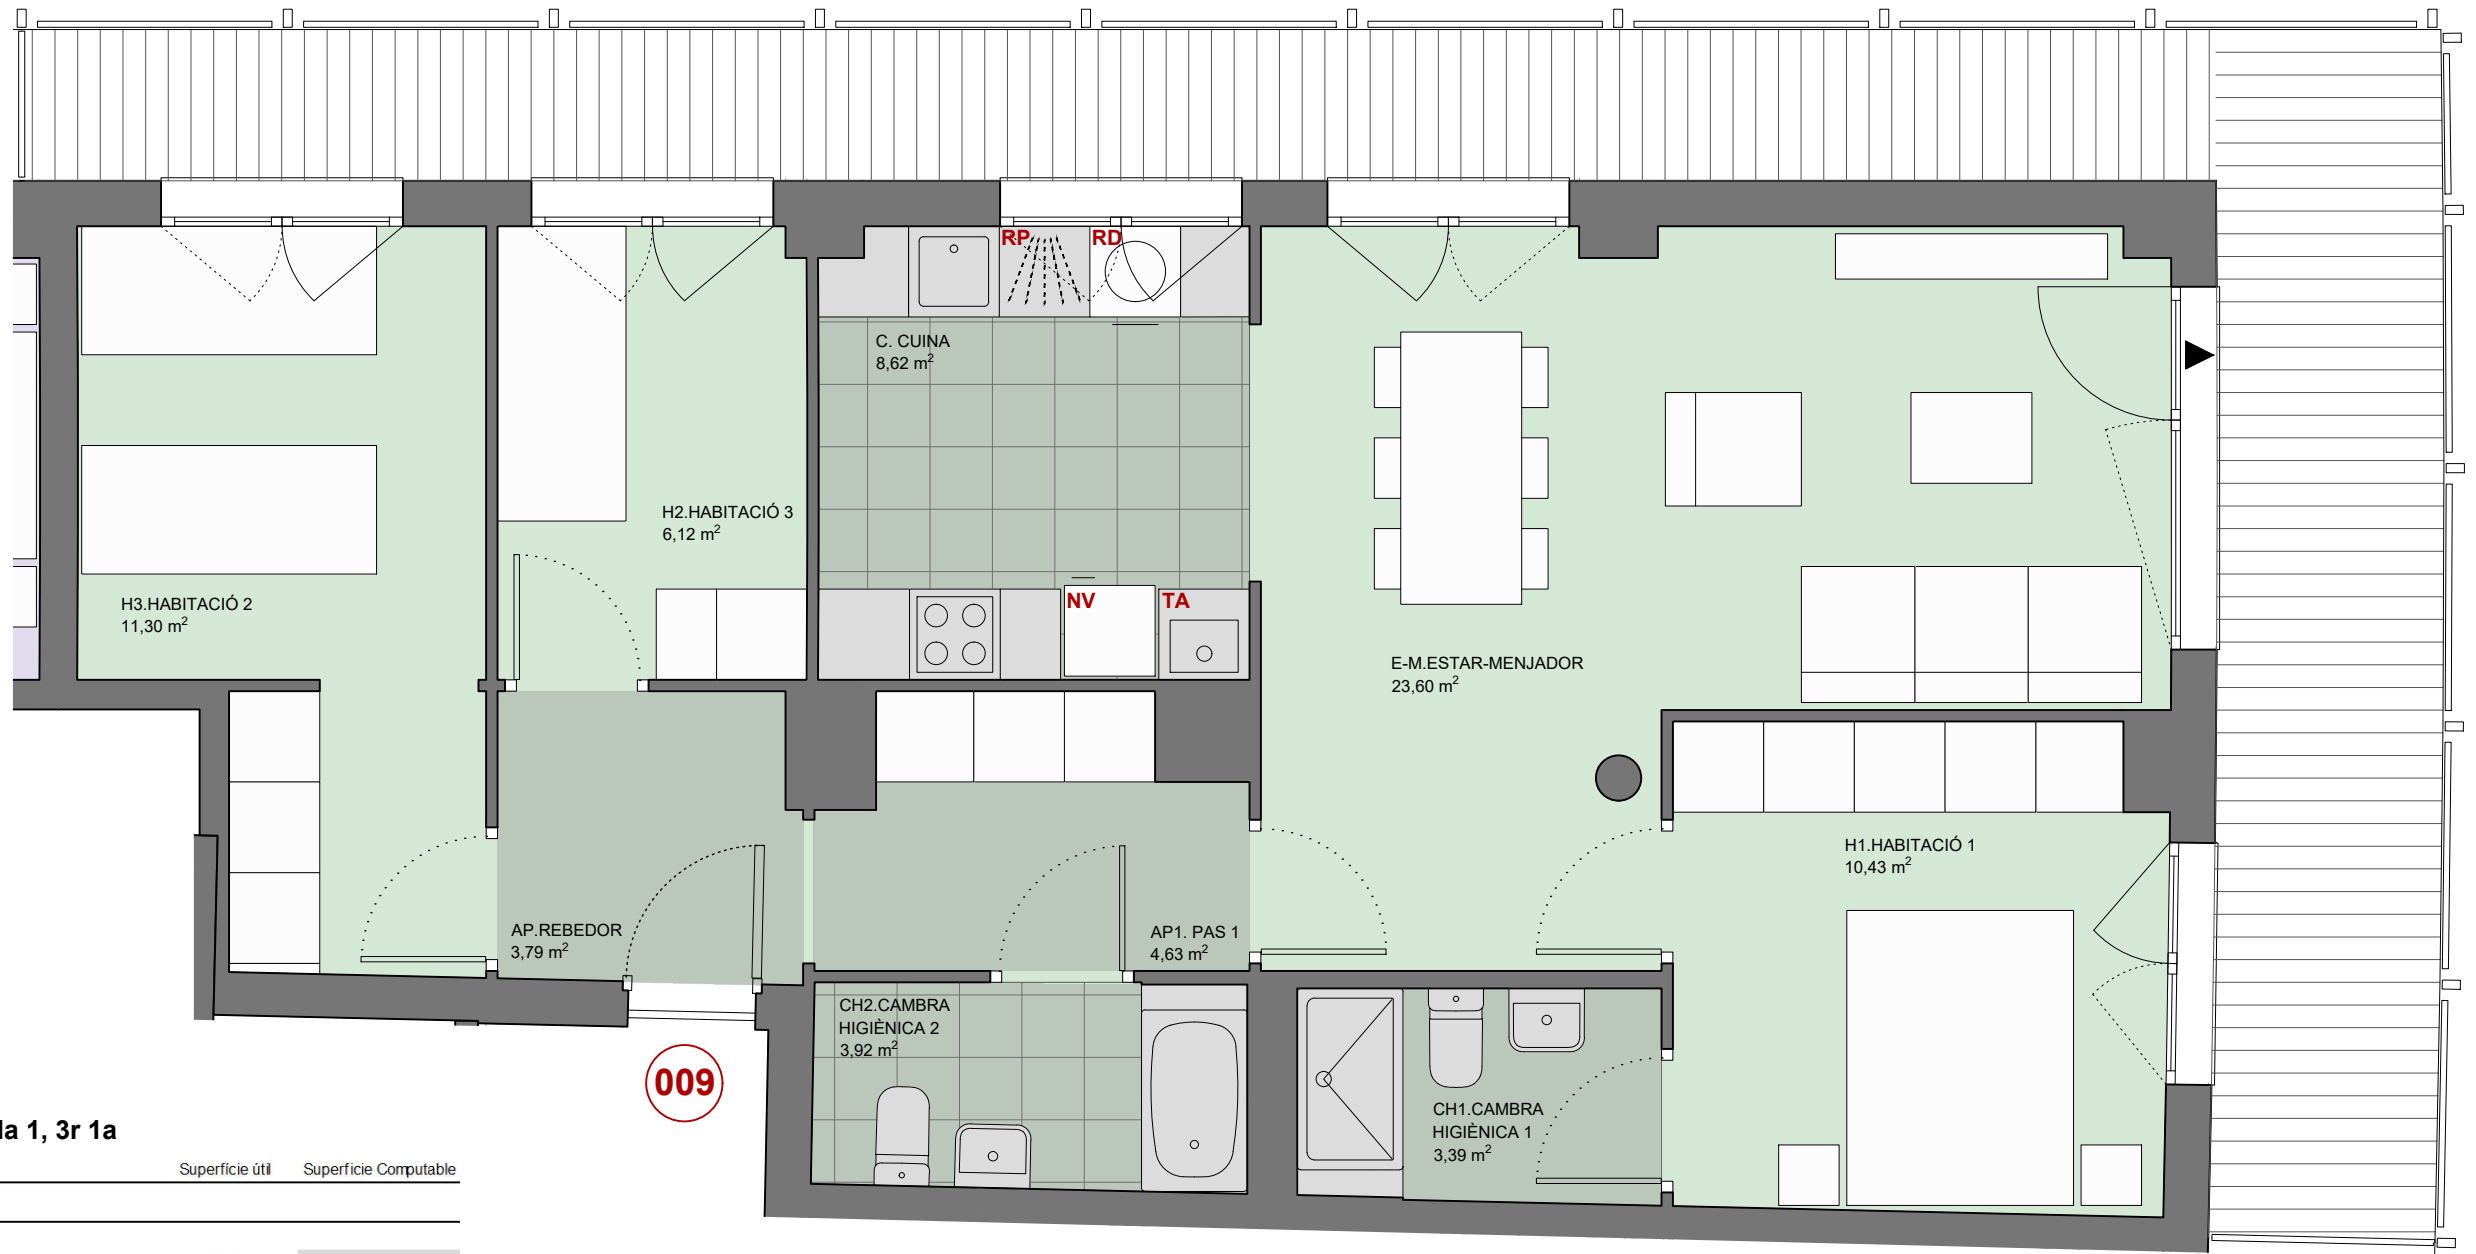 RP
RD
C. CUINA
8,62 m²
H2.HABITACIÓ 3
6,12 m²
H3.HABITACIÓ 2
11,30 m²
NV
TA
E-M.ESTAR-MENJADOR
23,60 m²
H1.HABITACIÓ 1
10,43 m²
AP.REBEDOR
3,79 m²
AP1. PAS 1
4,63 m²
CH2.CAMBRA
HIGIÈNICA 2
3,92 m²
CH1.CAMBRA
HIGIÈNICA 1
3,39 m²
009
1, 3r 1a
Superfície útil Superfície Computable